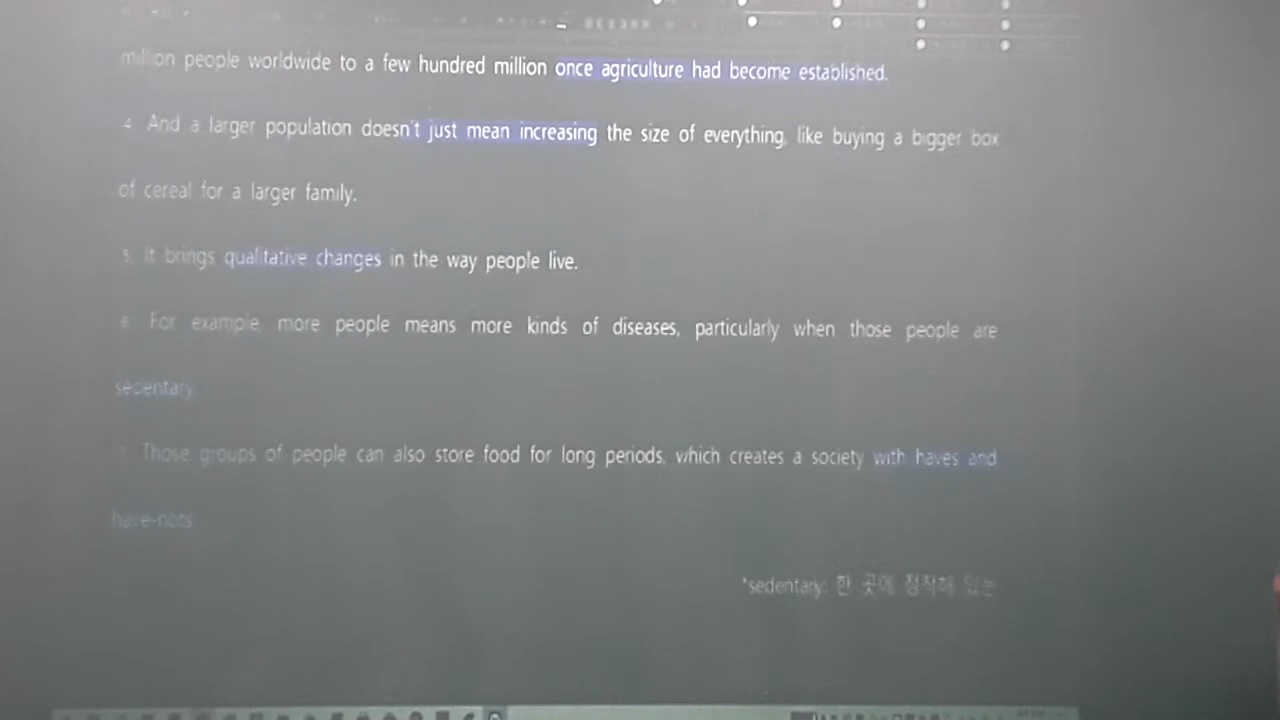 million people worldwide to a few hundred million once agriculture had become established.
4. And a larger population doesn't just mean increasing the size of everything, like buying a bigger box
of cereal for a larger family.
5. It brings qualitative changes in the way people live.
6. For example, more people means more kinds of diseases, particularly when those people are
sedentary.
7. Those groups of people can also store food for long periods, which creates a society with haves and
have-nots.
*sedentary: 한 곳에 정착해 있는